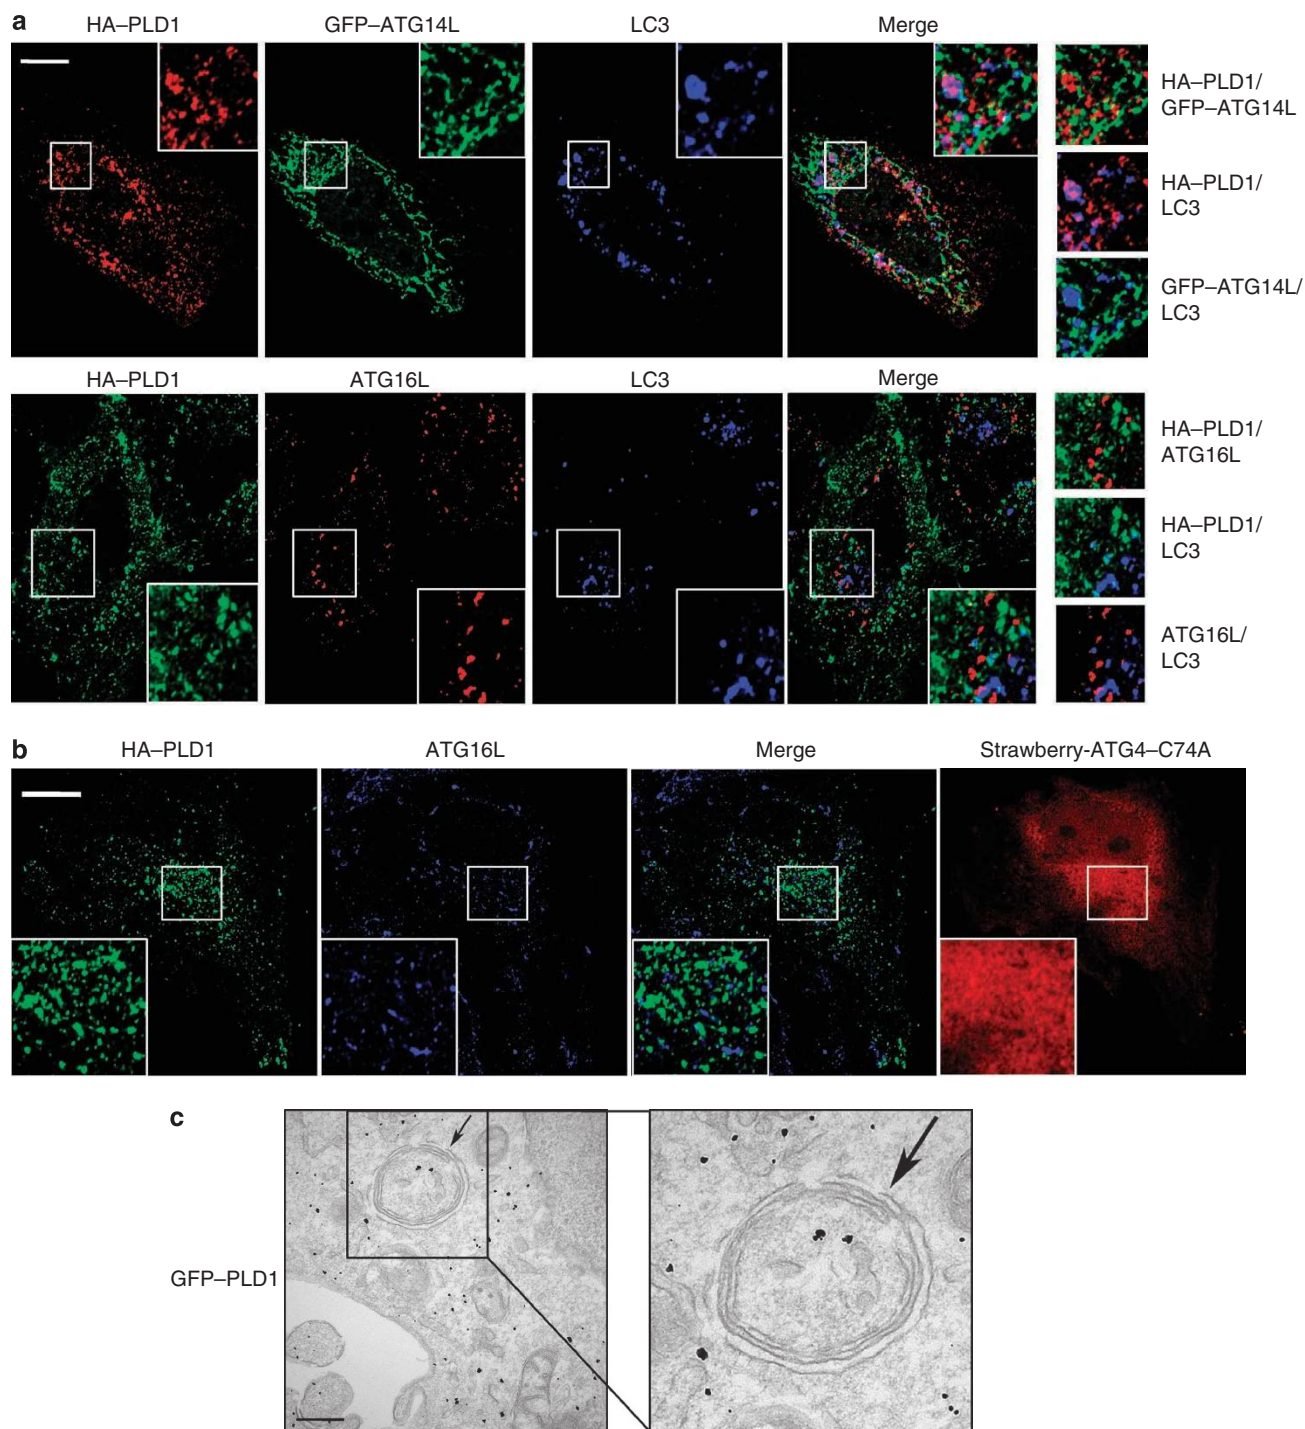 a
HA–PLD1 GFP–ATG14L LC3 Merge
HA–PLD1/
GFP–ATG14L
HA–PLD1/
LC3
GFP–ATG14L/
LC3
HA–PLD1 ATG16L LC3 Merge
HA–PLD1/
ATG16L
HA–PLD1/
LC3
ATG16L/
LC3
b
HA–PLD1 ATG16L Merge Strawberry-ATG4–C74A
c
GFP–PLD1